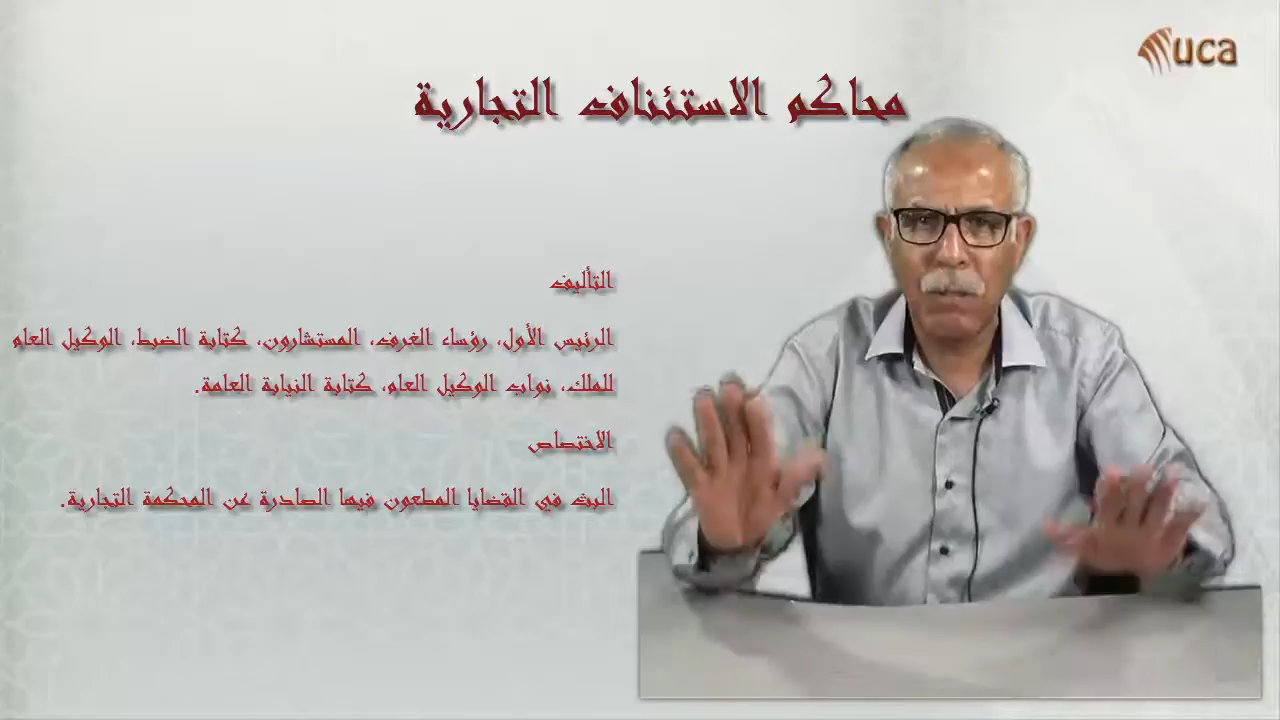 uca
محاكم الاستئناف التجارية
التأليف
الرئيس الأول، رؤساء الغرف، المستشارون، كتابة الضبط، الوكيل العام
للملك، نواب الوكيل العام، كتابة النيابة العامة.
الاختصاص
البث في القضايا المطعون فيها الصادرة عن المحكمة التجارية.